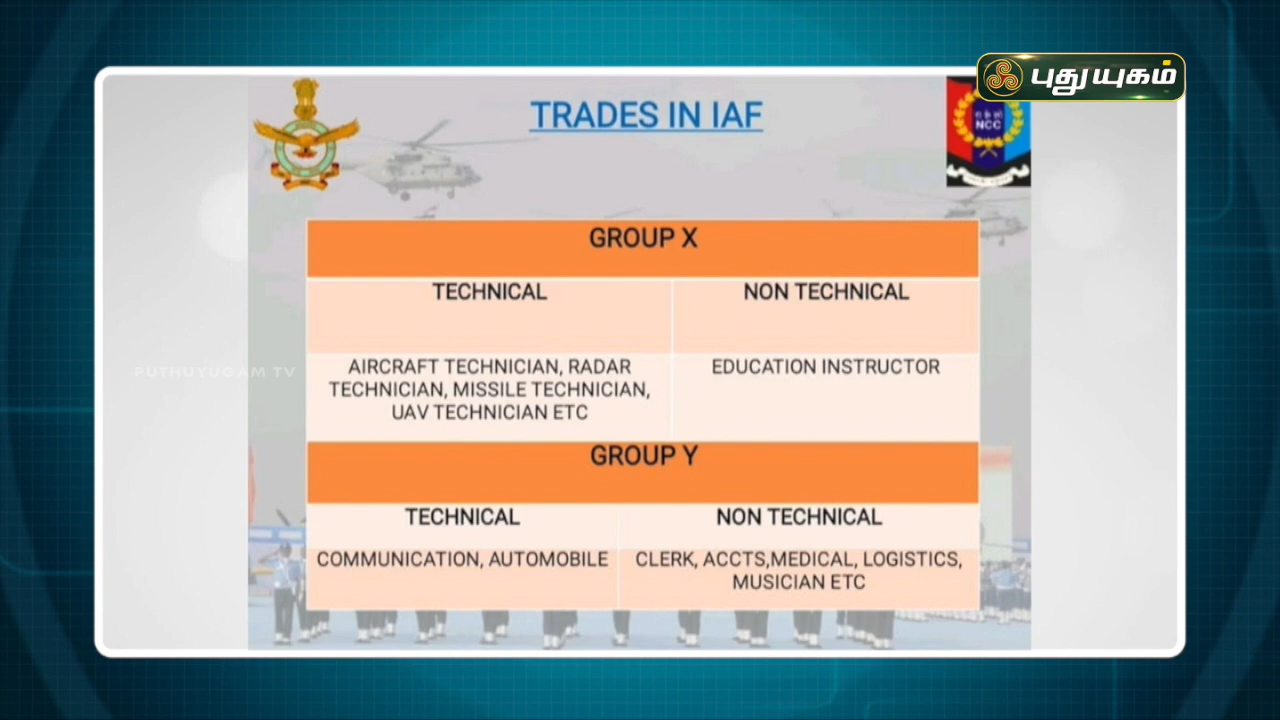 புதுயுகம்
TRADES IN IAF
NCC
GROUP X
TECHNICAL
NON TECHNICAL
AIRCRAFT TECHNICIAN, RADAR
TECHNICIAN, MISSILE TECHNICIAN,
UAV TECHNICIAN ETC
EDUCATION INSTRUCTOR
PUTHUYUGAM TV
GROUP Y
TECHNICAL
NON TECHNICAL
COMMUNICATION, AUTOMOBILE
CLERK, ACCTS,MEDICAL, LOGISTICS,
MUSICIAN ETC